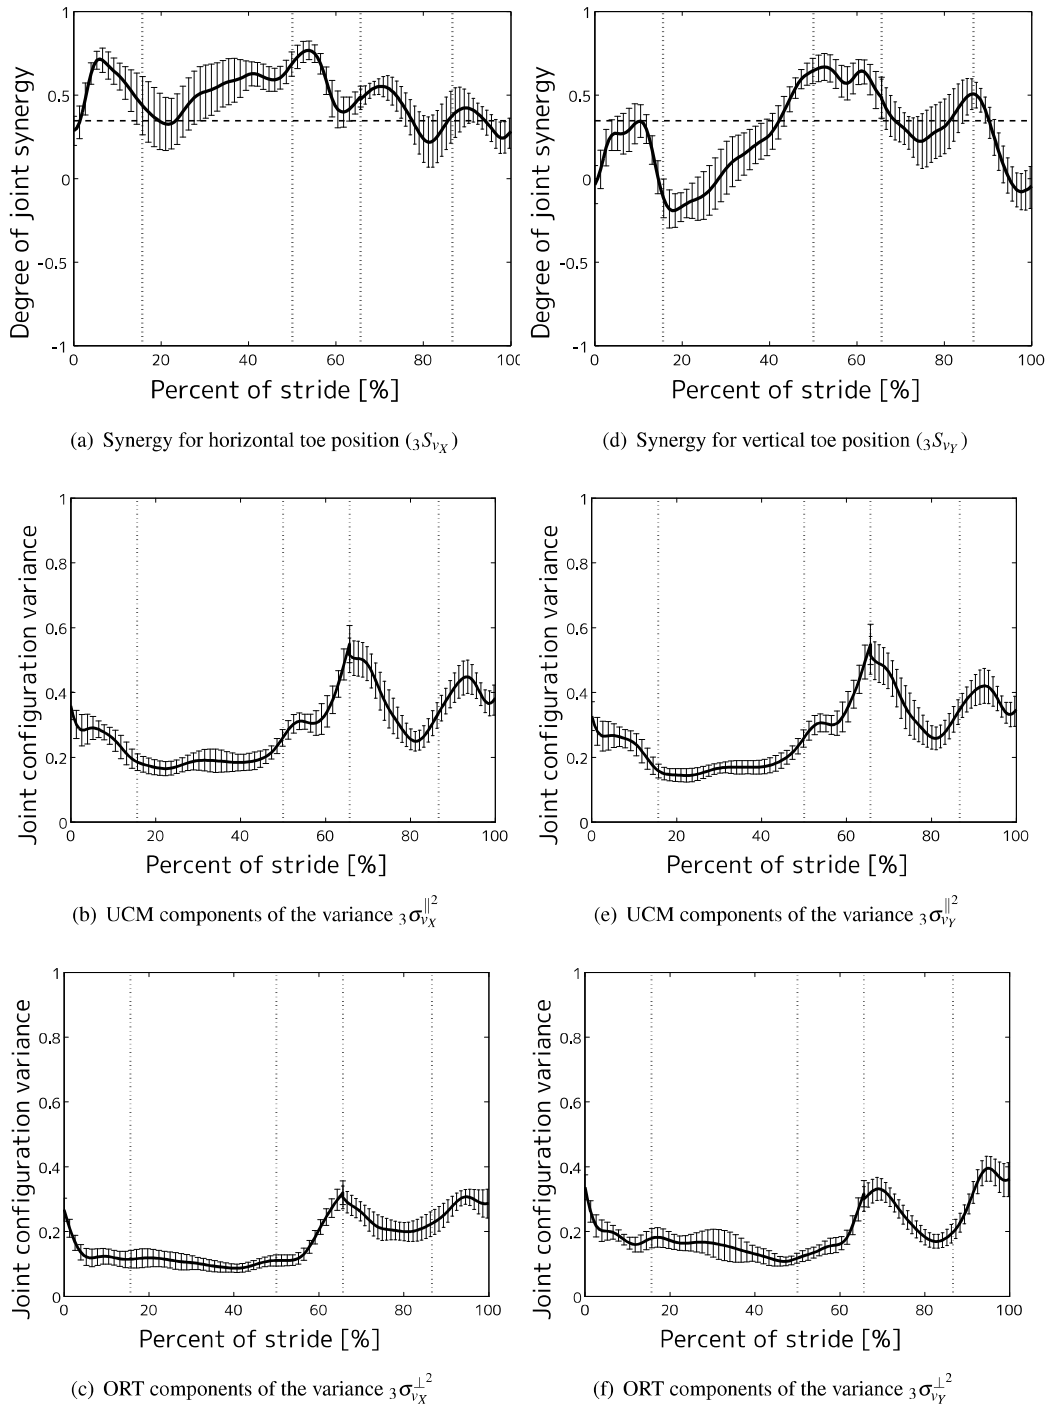 1
0.5
0
-0.5
-1
Degree of joint synergy
0 20 40 60 80 100
Percent of stride [%]
(a) Synergy for horizontal toe position (₃S_{v_X})
1
0.5
0
-0.5
-1
Degree of joint synergy
0 20 40 60 80 100
Percent of stride [%]
(d) Synergy for vertical toe position (₃S_{v_Y})
1
0.8
0.6
0.4
0.2
0
Joint configuration variance
0 20 40 60 80 100
Percent of stride [%]
(b) UCM components of the variance ₃σ_{v_X}^{∥2}
1
0.8
0.6
0.4
0.2
0
Joint configuration variance
0 20 40 60 80 100
Percent of stride [%]
(e) UCM components of the variance ₃σ_{v_Y}^{∥2}
1
0.8
0.6
0.4
0.2
0
Joint configuration variance
0 20 40 60 80 100
Percent of stride [%]
(c) ORT components of the variance ₃σ_{v_X}^{⊥2}
1
0.8
0.6
0.4
0.2
0
Joint configuration variance
0 20 40 60 80 100
Percent of stride [%]
(f) ORT components of the variance ₃σ_{v_Y}^{⊥2}